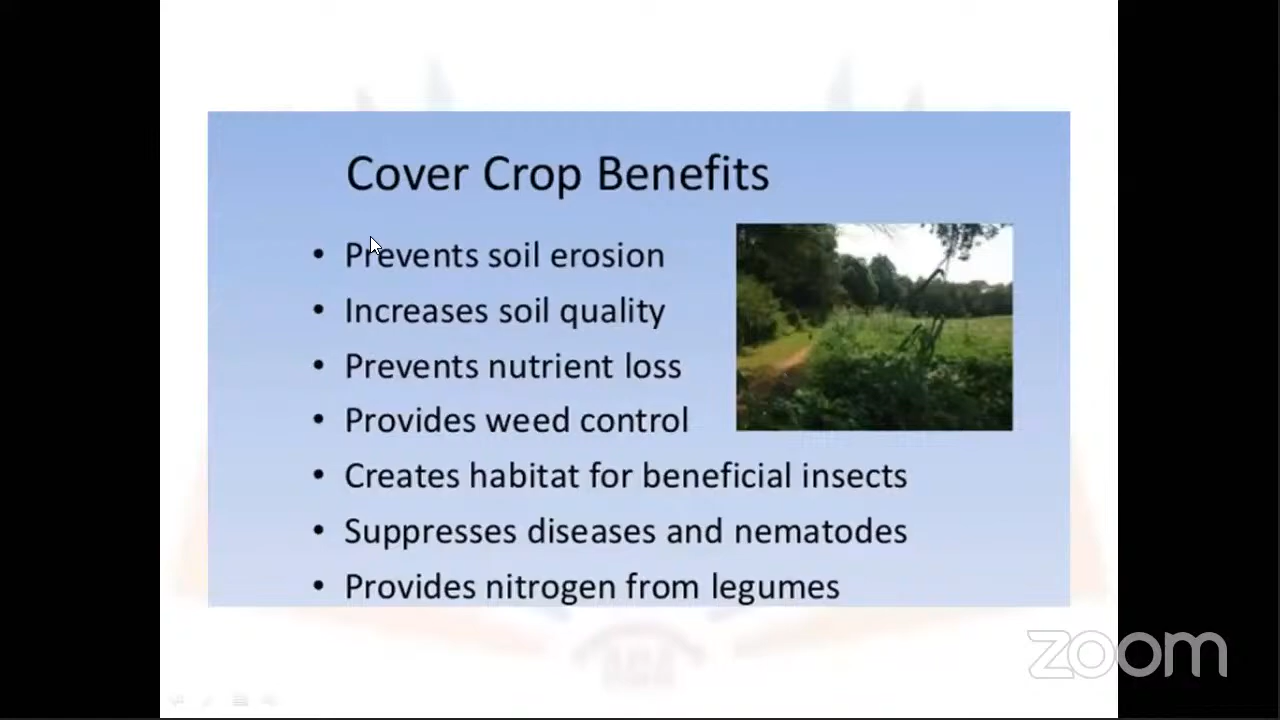 Cover Crop Benefits
• Prevents soil erosion
• Increases soil quality
• Prevents nutrient loss
• Provides weed control
• Creates habitat for beneficial insects
• Suppresses diseases and nematodes
• Provides nitrogen from legumes
zoom